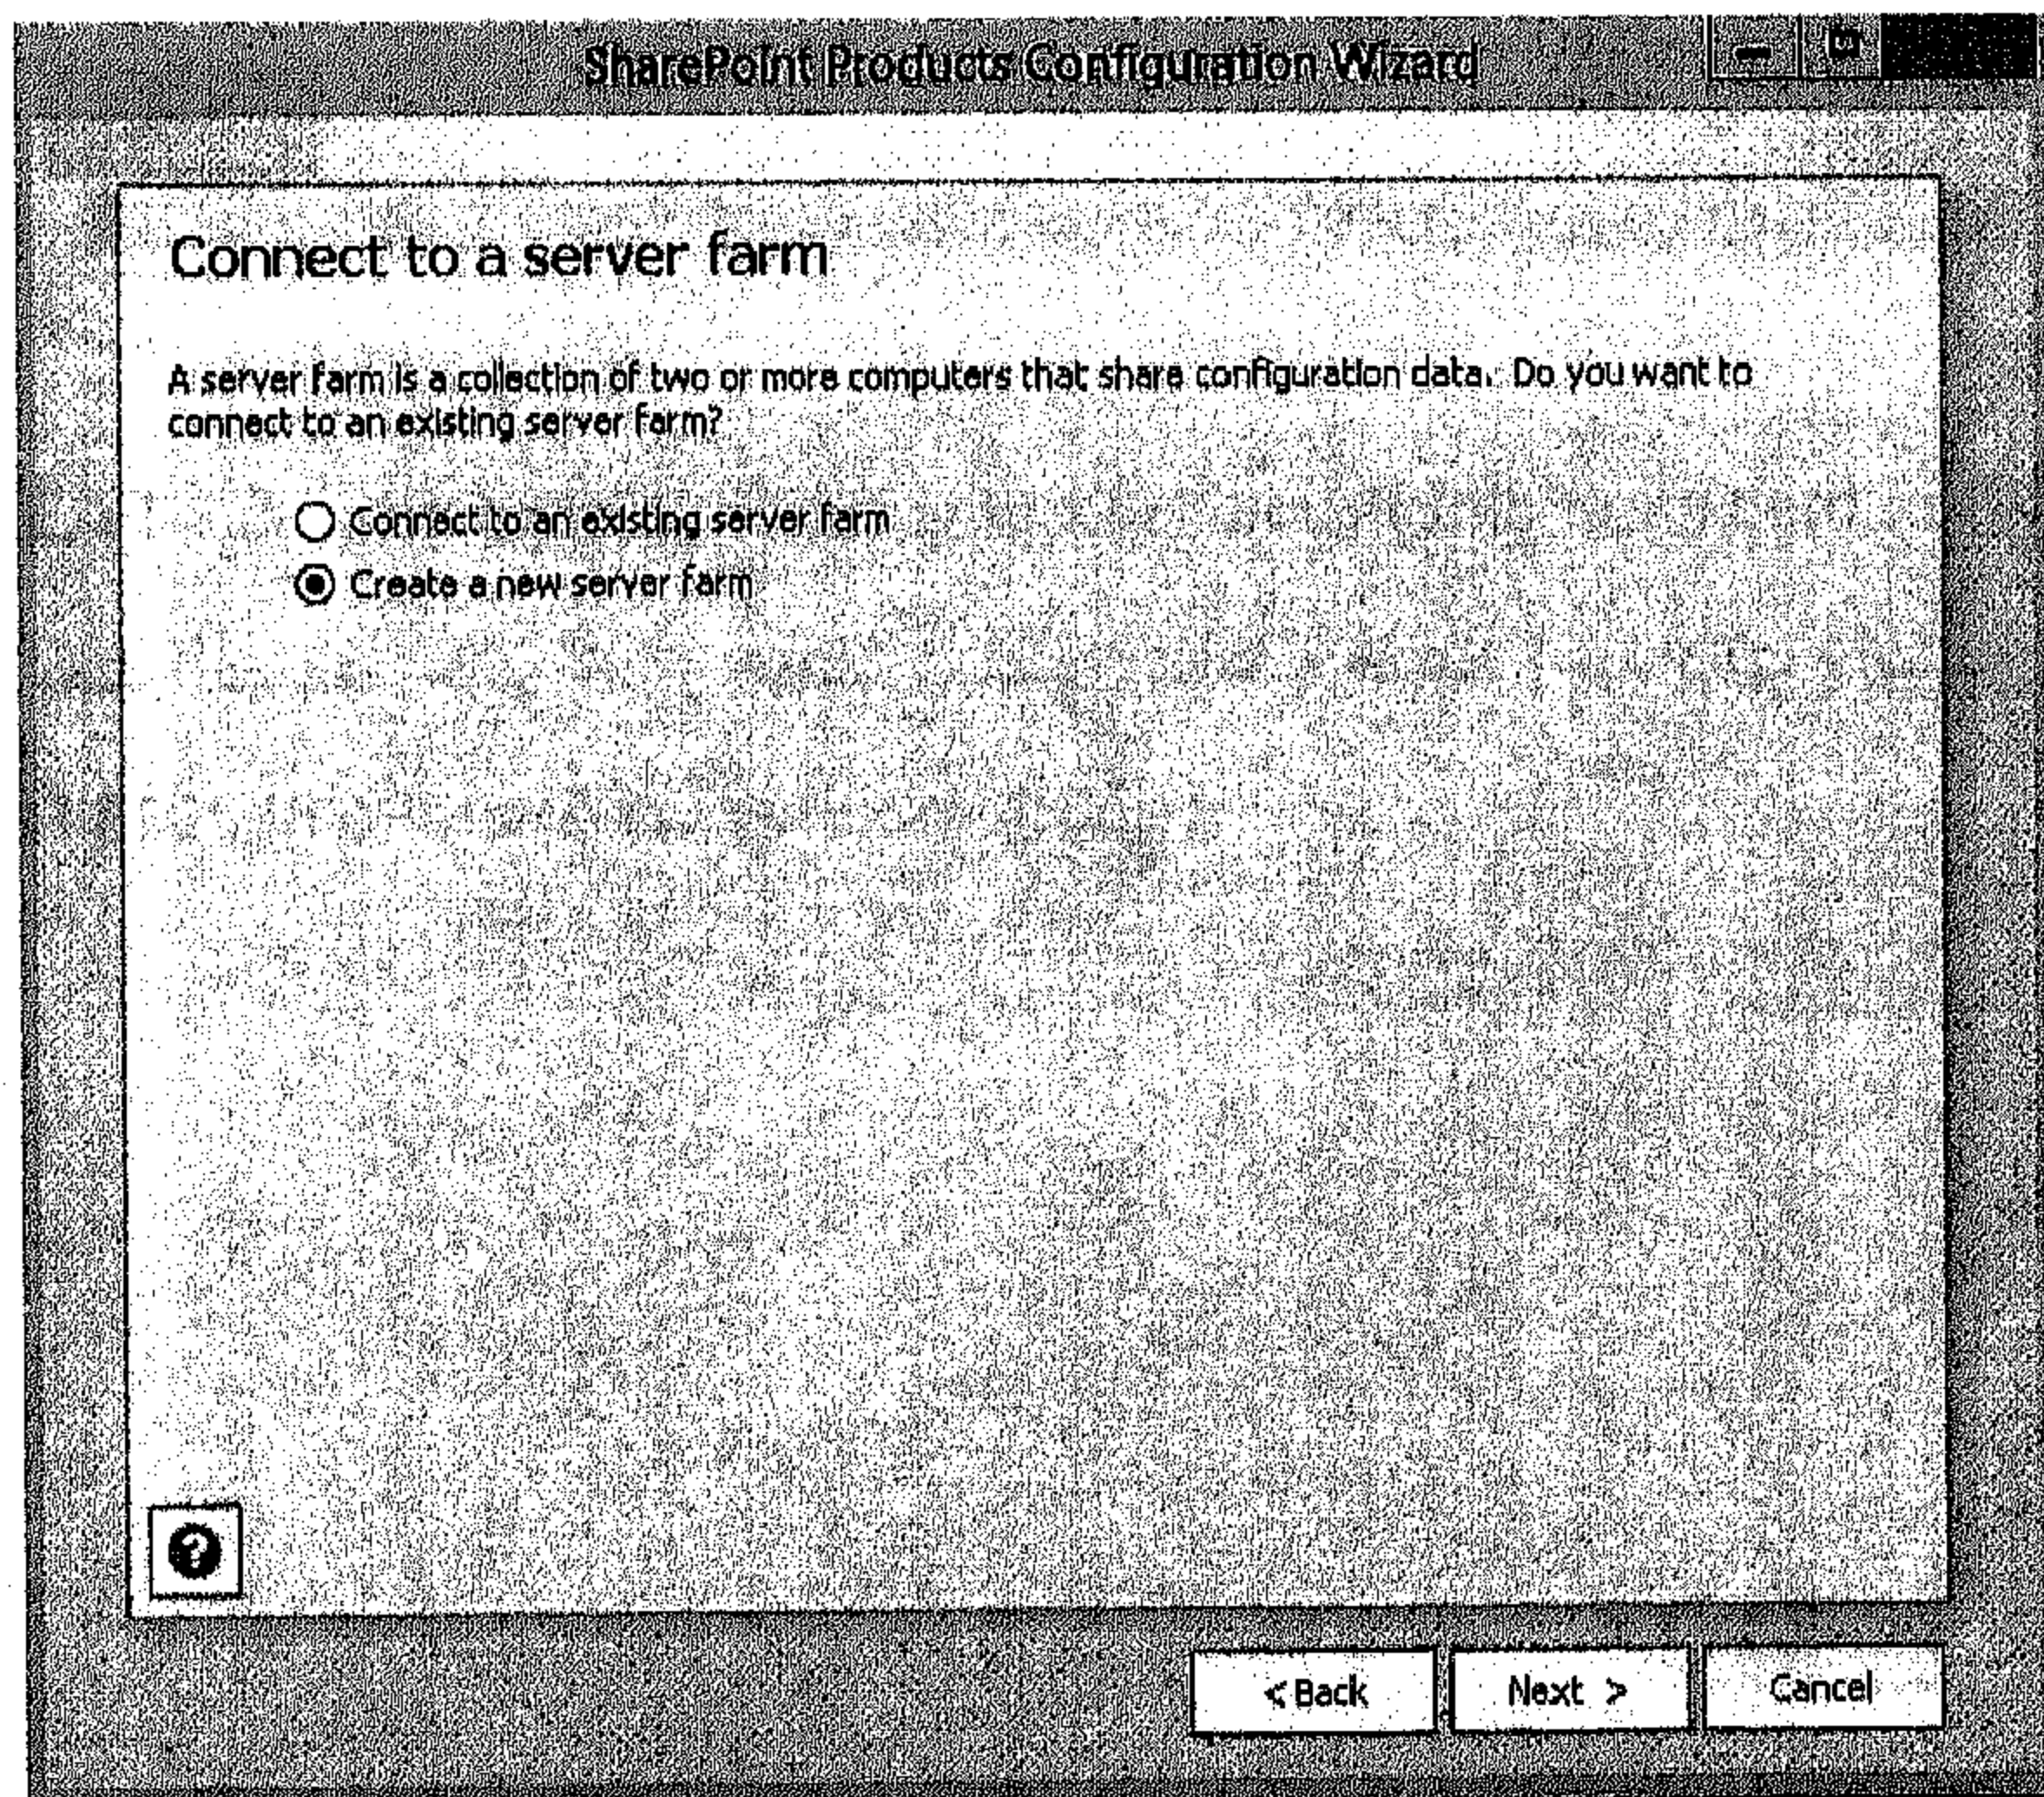 SharePoint Products Configuration Wizard
Connect to a server farm
A server farm is a collection of two or more computers that share configuration data. Do you want to
connect to an existing server farm?
Connect to an existing server farm
Create a new server farm
?
< Back Next > Cancel